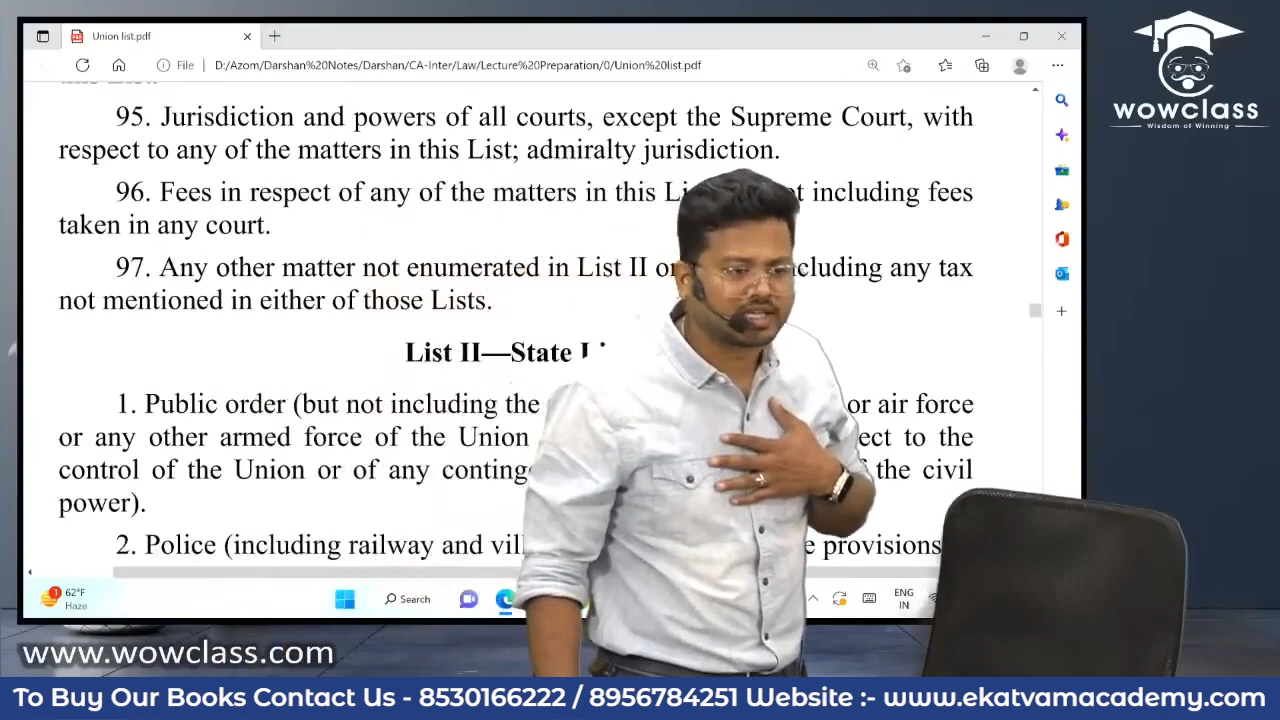 Union list.pdf
File D:/Azom/Darshan%20Notes/Darshan/CA-Inter/Law/Lecture%20Preparation/0/Union%20list.pdf
wowclass
Wisdom of Winning
95. Jurisdiction and powers of all courts, except the Supreme Court, with
respect to any of the matters in this List; admiralty jurisdiction.
96. Fees in respect of any of the matters in this including fees
taken in any court.
97. Any other matter not enumerated in List II any tax
not mentioned in either of those Lists.
List II—State
1. Public order (but not including the or air force
or any other armed force of the Union to the
control of the Union or of any of the civil
power).
2. Police (including railway and provisions
62°F
Haze
Search
ENG
IN
www.wowclass.com
To Buy Our Books Contact Us - 8530166222 / 8956784251 Website :- www.ekatvamacademy.com